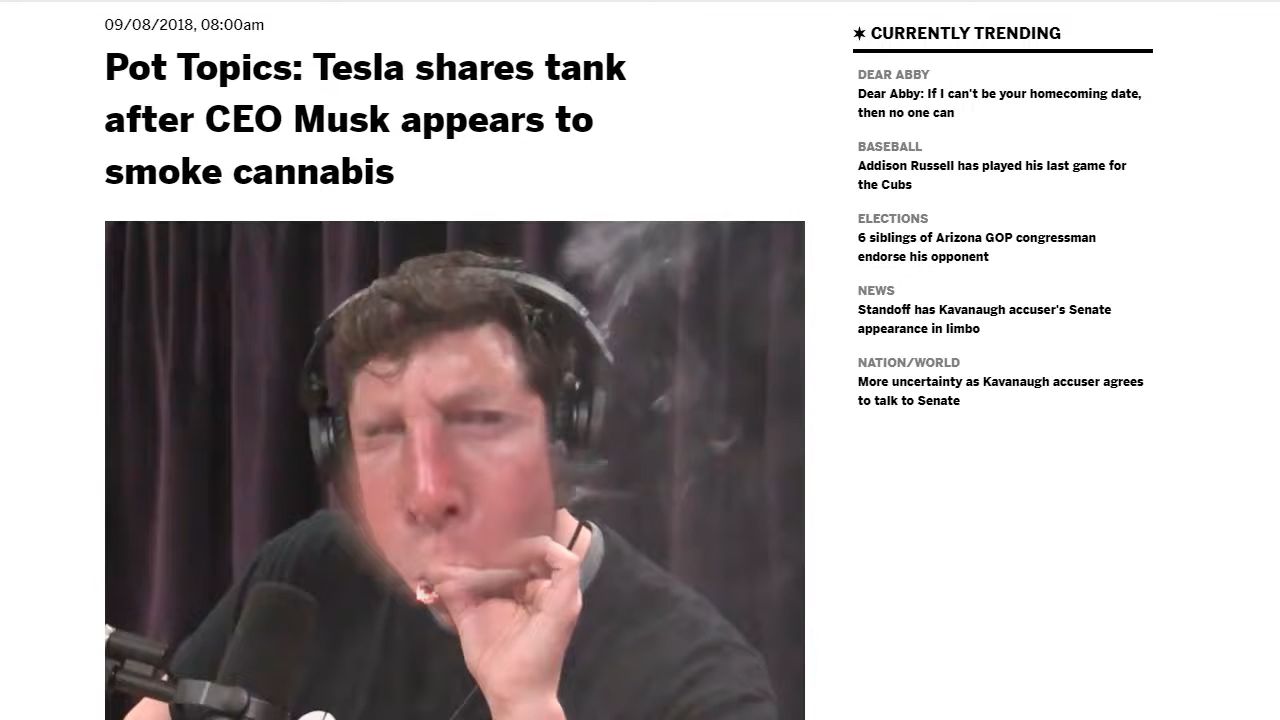 09/08/2018, 08:00am
Pot Topics: Tesla shares tank
after CEO Musk appears to
smoke cannabis
✶ CURRENTLY TRENDING
DEAR ABBY
Dear Abby: If I can't be your homecoming date,
then no one can
BASEBALL
Addison Russell has played his last game for
the Cubs
ELECTIONS
6 siblings of Arizona GOP congressman
endorse his opponent
NEWS
Standoff has Kavanaugh accuser's Senate
appearance in limbo
NATION/WORLD
More uncertainty as Kavanaugh accuser agrees
to talk to Senate